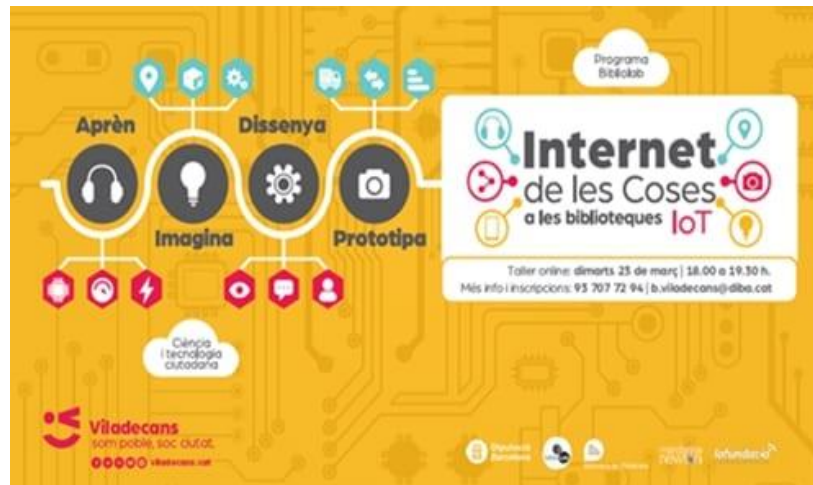 Programa
Bibliolab
Aprèn
Dissenya
Imagina
Prototipa
Internet
de les Coses
a les biblioteques IoT
Taller online: dimarts 23 de març | 18.00 a 19.30 h.
Més info i inscripcions: 93 707 72 94 | b.viladecans@diba.cat
Ciència
i tecnologia
ciutadana
Viladecans
som poble, soc ciutat.
viladecans.cat
Diputació
Barcelona
lafundació